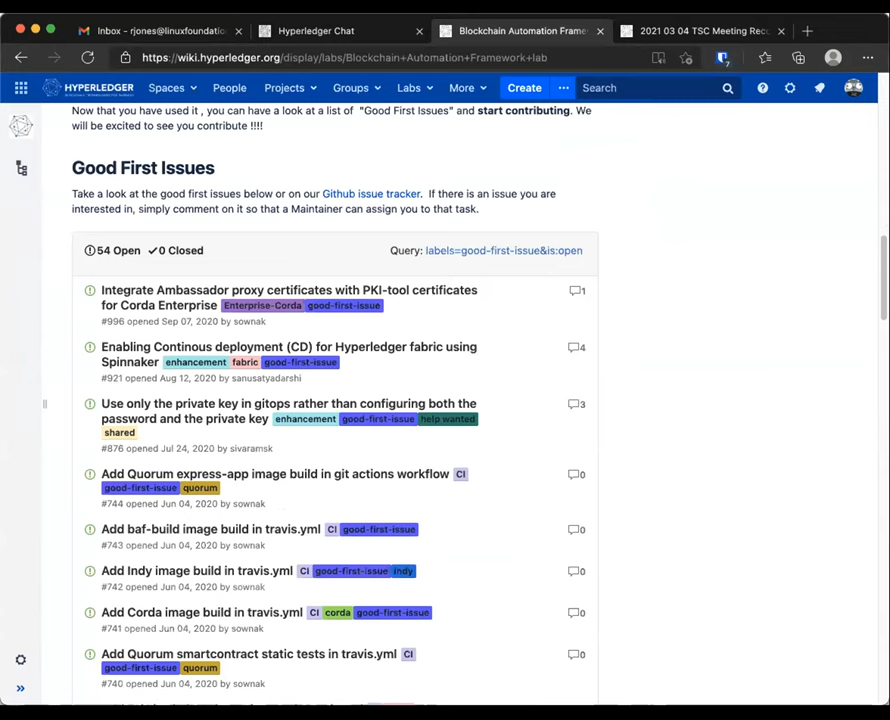 Inbox - rjones@linuxfoundatio
Hyperledger Chat
Blockchain Automation Frame
2021 03 04 TSC Meeting Rec
https://wiki.hyperledger.org/display/labs/Blockchain+Automation+Framework+lab
7
HYPERLEDGER
Spaces
People
Projects
Groups
Labs
More
Create
Search
Now that you have used it , you can have a look at a list of "Good First Issues" and start contributing. We
will be excited to see you contribute !!!!
Good First Issues
Take a look at the good first issues below or on our Github issue tracker. If there is an issue you are
interested in, simply comment on it so that a Maintainer can assign you to that task.
54 Open 0 Closed
Query: labels=good-first-issue&is:open
Integrate Ambassador proxy certificates with PKI-tool certificates 1
for Corda Enterprise Enterprise-Corda good-first-issue
#996 opened Sep 07, 2020 by sownak
Enabling Continous deployment (CD) for Hyperledger fabric using 4
Spinnaker enhancement fabric good-first-issue
#921 opened Aug 12, 2020 by sanusatyadarshi
Use only the private key in gitops rather than configuring both the 3
password and the private key enhancement good-first-issue help wanted
shared
#876 opened Jul 24, 2020 by sivaramsk
Add Quorum express-app image build in git actions workflow CI 0
good-first-issue quorum
#744 opened Jun 04, 2020 by sownak
Add baf-build image build in travis.yml CI good-first-issue 0
#743 opened Jun 04, 2020 by sownak
Add Indy image build in travis.yml CI good-first-issue indy 0
#742 opened Jun 04, 2020 by sownak
Add Corda image build in travis.yml CI corda good-first-issue 0
#741 opened Jun 04, 2020 by sownak
Add Quorum smartcontract static tests in travis.yml CI 0
good-first-issue quorum
#740 opened Jun 04, 2020 by sownak